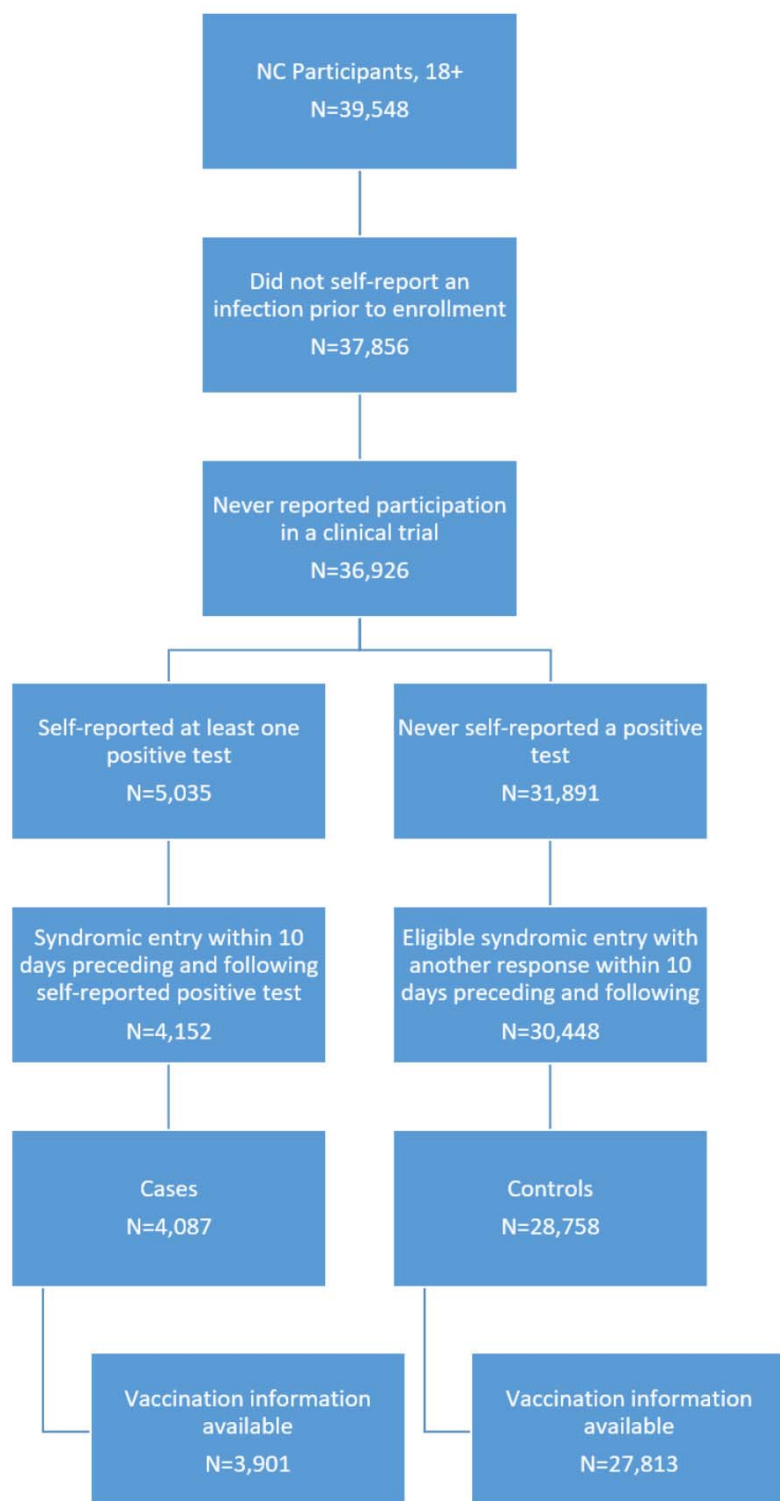 NC Participants, 18+
N=39,548
Did not self-report an
infection prior to enrollment
N=37,856
Never reported participation
in a clinical trial
N=36,926
Self-reported at least one
positive test
N=5,035
Never self-reported a positive
test
N=31,891
Syndromic entry within 10
days preceding and following
self-reported positive test
N=4,152
Eligible syndromic entry with
another response within 10
days preceding and following
N=30,448
Cases
N=4,087
Controls
N=28,758
Vaccination information
available
N=3,901
Vaccination information
available
N=27,813